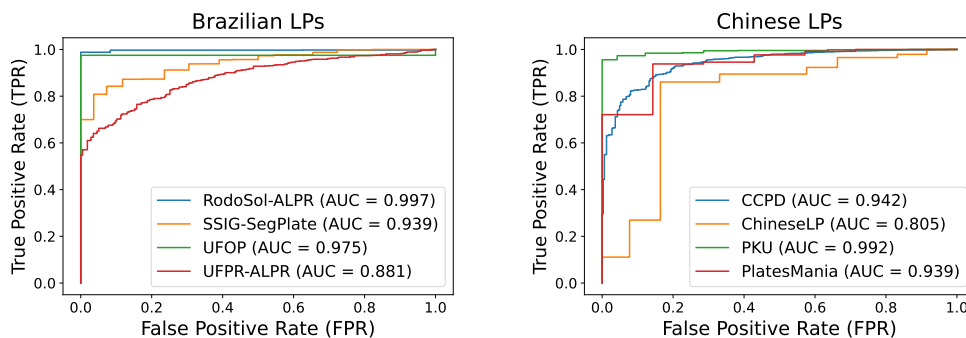 Brazilian LPs
True Positive Rate (TPR)
1.0
0.8
0.6
0.4
0.2
0.0
RodoSol-ALPR (AUC = 0.997)
SSIG-SegPlate (AUC = 0.939)
UFOP (AUC = 0.975)
UFPR-ALPR (AUC = 0.881)
0.0 0.2 0.4 0.6 0.8 1.0
False Positive Rate (FPR)
Chinese LPs
True Positive Rate (TPR)
1.0
0.8
0.6
0.4
0.2
0.0
CCPD (AUC = 0.942)
ChineseLP (AUC = 0.805)
PKU (AUC = 0.992)
PlatesMania (AUC = 0.939)
0.0 0.2 0.4 0.6 0.8 1.0
False Positive Rate (FPR)